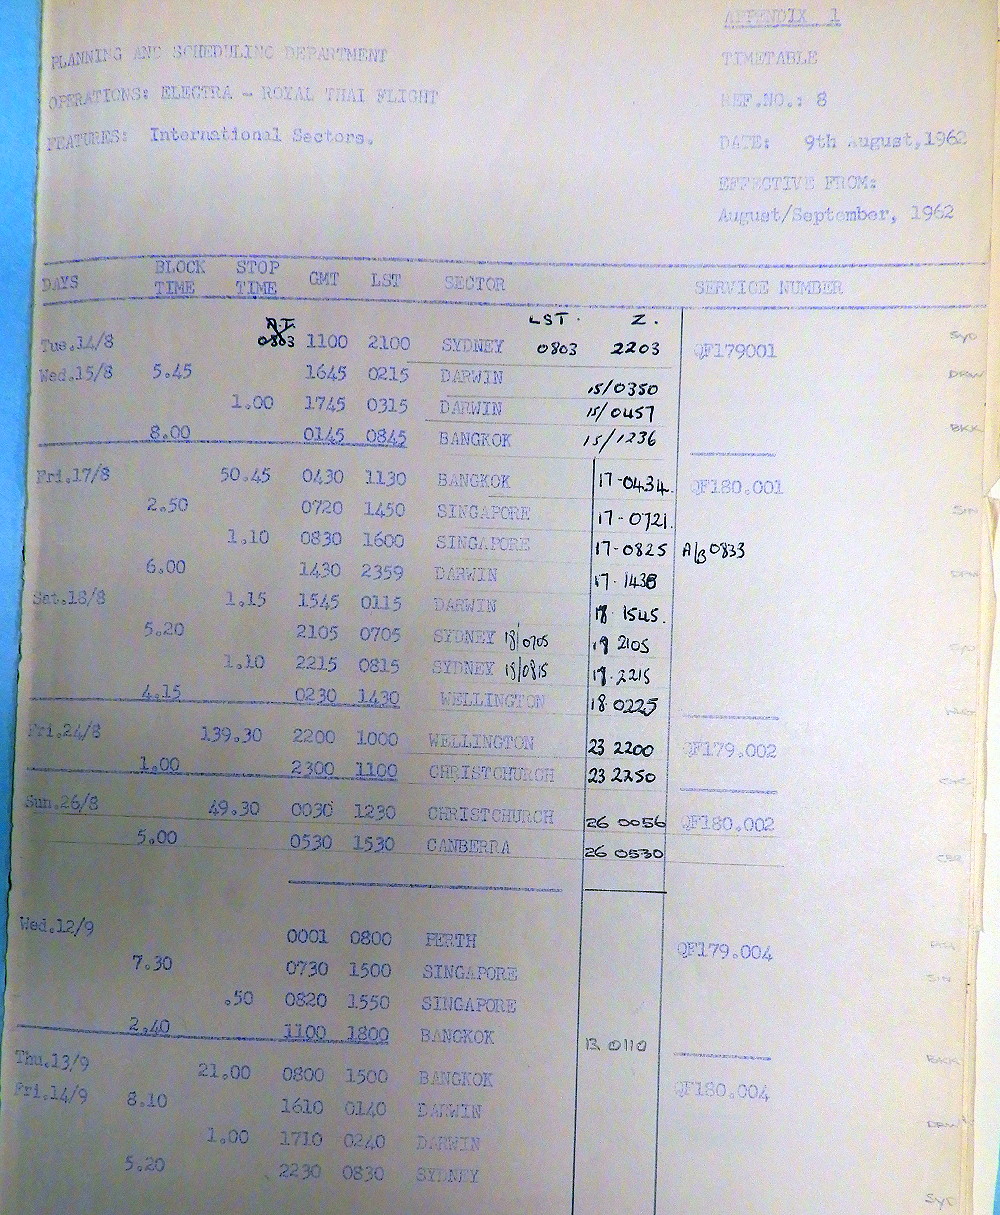 APPENDIX 1
PLANNING AND SCHEDULING DEPARTMENT TIMETABLE
OPERATIONS: ELECTRA - ROYAL THAI FLIGHT REF.NO.: 8
FEATURES: International Sectors. DATE: 9th August,1962
EFFECTIVE FROM:
August/September, 1962
DAYS BLOCK TIME STOP TIME GMT LST SECTOR SERVICE NUMBER
LST. Z.
Tue.14/8 0803 1100 2100 SYDNEY 0803 2203 QF179001 SYD
Wed.15/8 5.45 1645 0215 DARWIN 15/0350 DRW
1.00 1745 0315 DARWIN 15/0457
8.00 0145 0845 BANGKOK 15/1236 BKK
Fri.17/8 50.45 0430 1130 BANGKOK 17-0434. QF180.001
2.50 0720 1450 SINGAPORE 17-0721. SIN
1.10 0830 1600 SINGAPORE 17-0825 A/B 0833
6.00 1430 2359 DARWIN 17. 1438 DRW
Sat.18/8 1.15 1545 0115 DARWIN 18. 1545.
5.20 2105 0705 SYDNEY 18/0705 2105 SYD
1.10 2215 0815 SYDNEY 18/0815 2215
4.15 0230 1430 WELLINGTON 18.0225
Fri.24/8 139.30 2200 1000 WELLINGTON 23 2200 QF179.002
1.00 2300 1100 CHRISTCHURCH 23 2250
Sun.26/8 49.30 0030 1230 CHRISTCHURCH 26 0056 QF180.002
5.00 0530 1530 CANBERRA 26 0530 CBR
Wed.12/9 0001 0800 PERTH QF179.004
7.30 0730 1500 SINGAPORE SIN
.50 0820 1550 SINGAPORE
2.40 1100 1800 BANGKOK 0110 BKK
Thu.13/9 21.00 0800 1500 BANGKOK QF180.004
Fri.14/9 8.10 1610 0140 DARWIN DRW
1.00 1710 0240 DARWIN
5.20 2230 0830 SYDNEY SYD